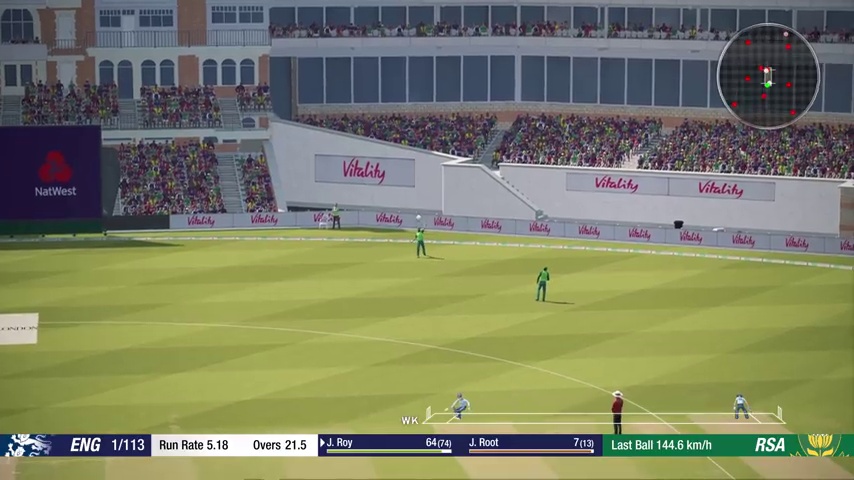 NatWest
Vitality
Vitality Vitality
Vitality Vitality Vitality Vitality Vitality Vitality Vitality Vitality Vitality Vitality Vitality Vitality
WK
ENG 1/113 Run Rate 5.18 Overs 21.5 J. Roy 64 (74) J. Root 7 (13) Last Ball 144.6 km/h RSA